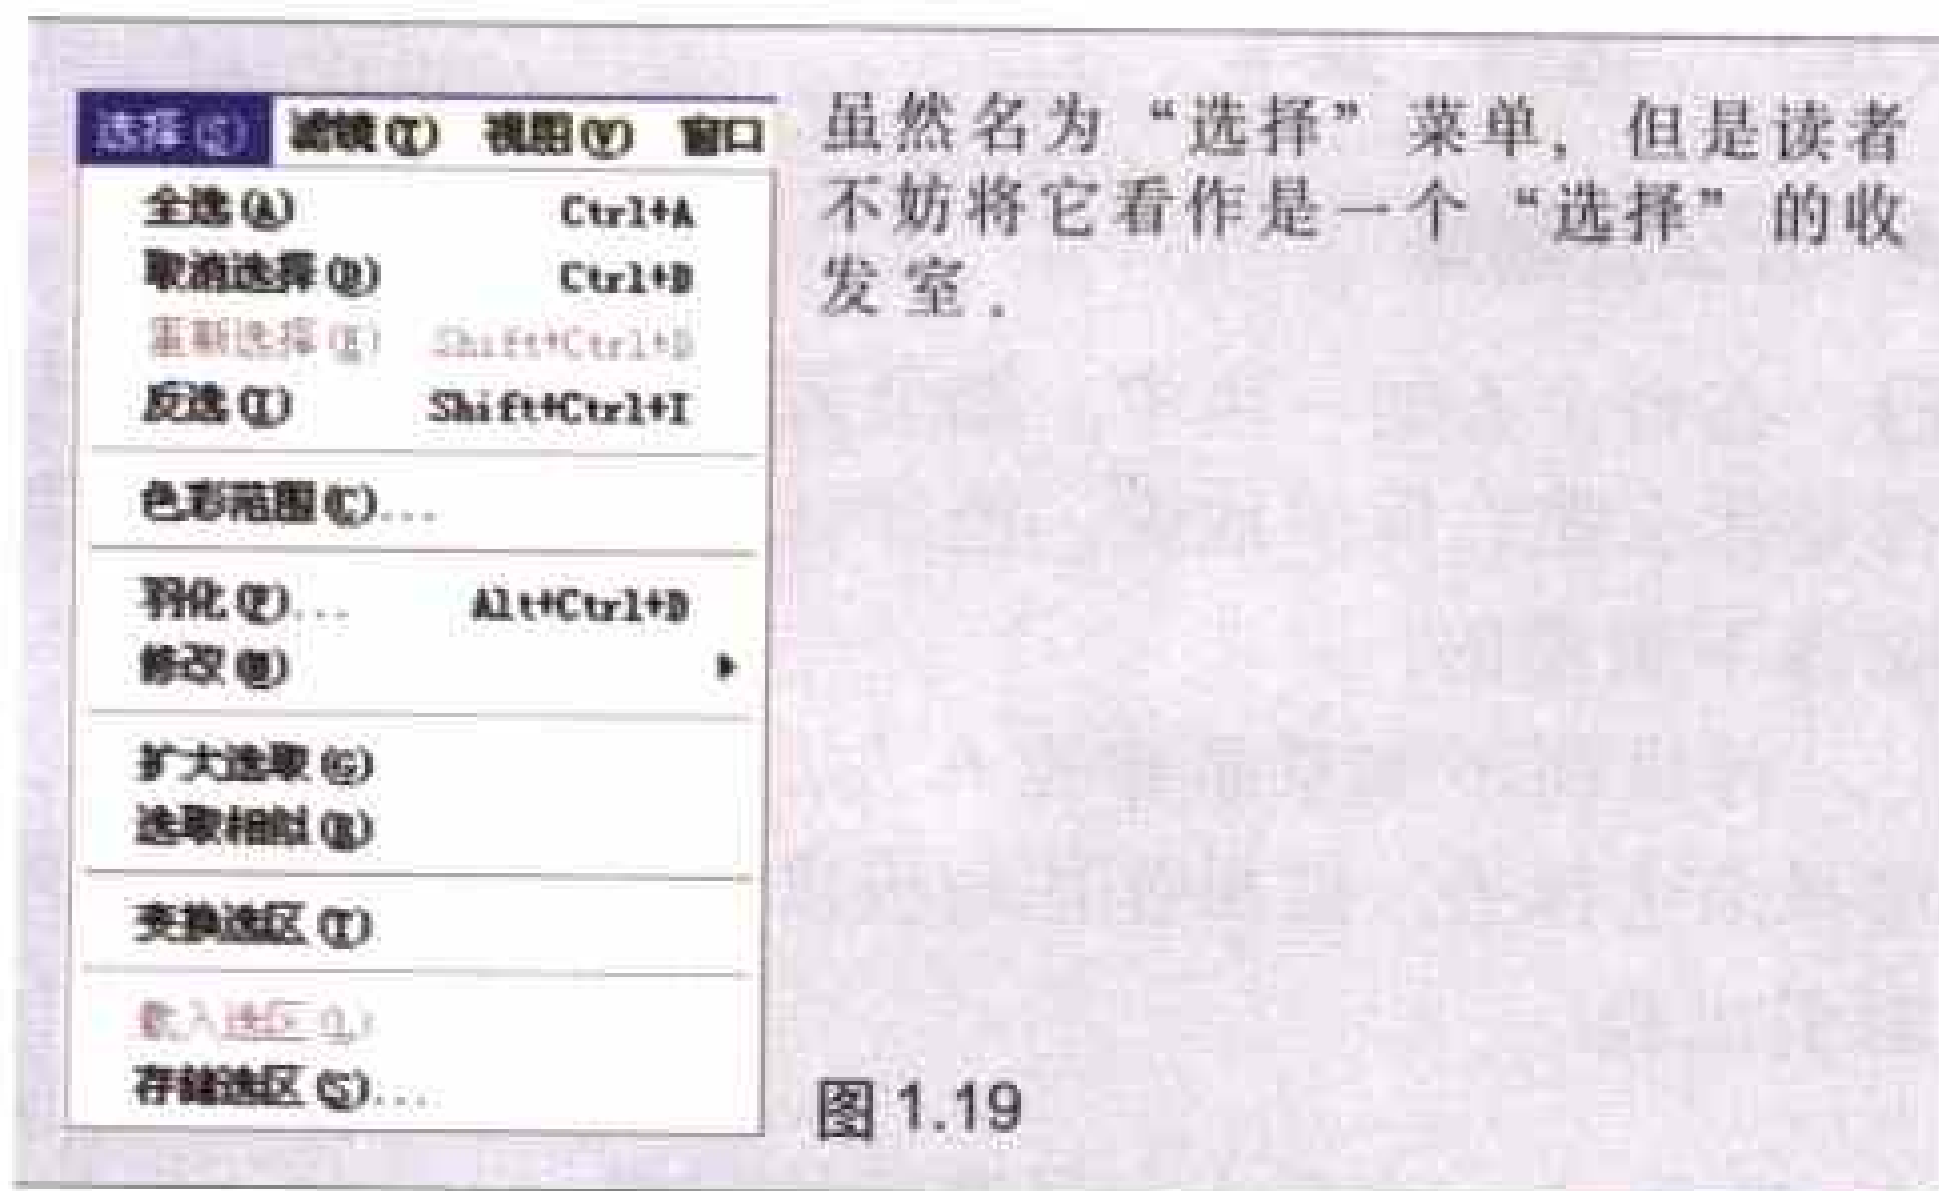 选择(S) 滤镜(T) 视图(V) 窗口
全选(A) Ctrl+A
取消选择(D) Ctrl+D
重新选择(E) Shift+Ctrl+D
反选(I) Shift+Ctrl+I
色彩范围(C)...
羽化(F)... Alt+Ctrl+D
修改(M)
扩大选取(G)
选取相似(R)
变换选区(T)
载入选区(L)
存储选区(S)...
虽然名为“选择”菜单，但是读者
不妨将它看作是一个“选择”的收
发室．
图 1.19